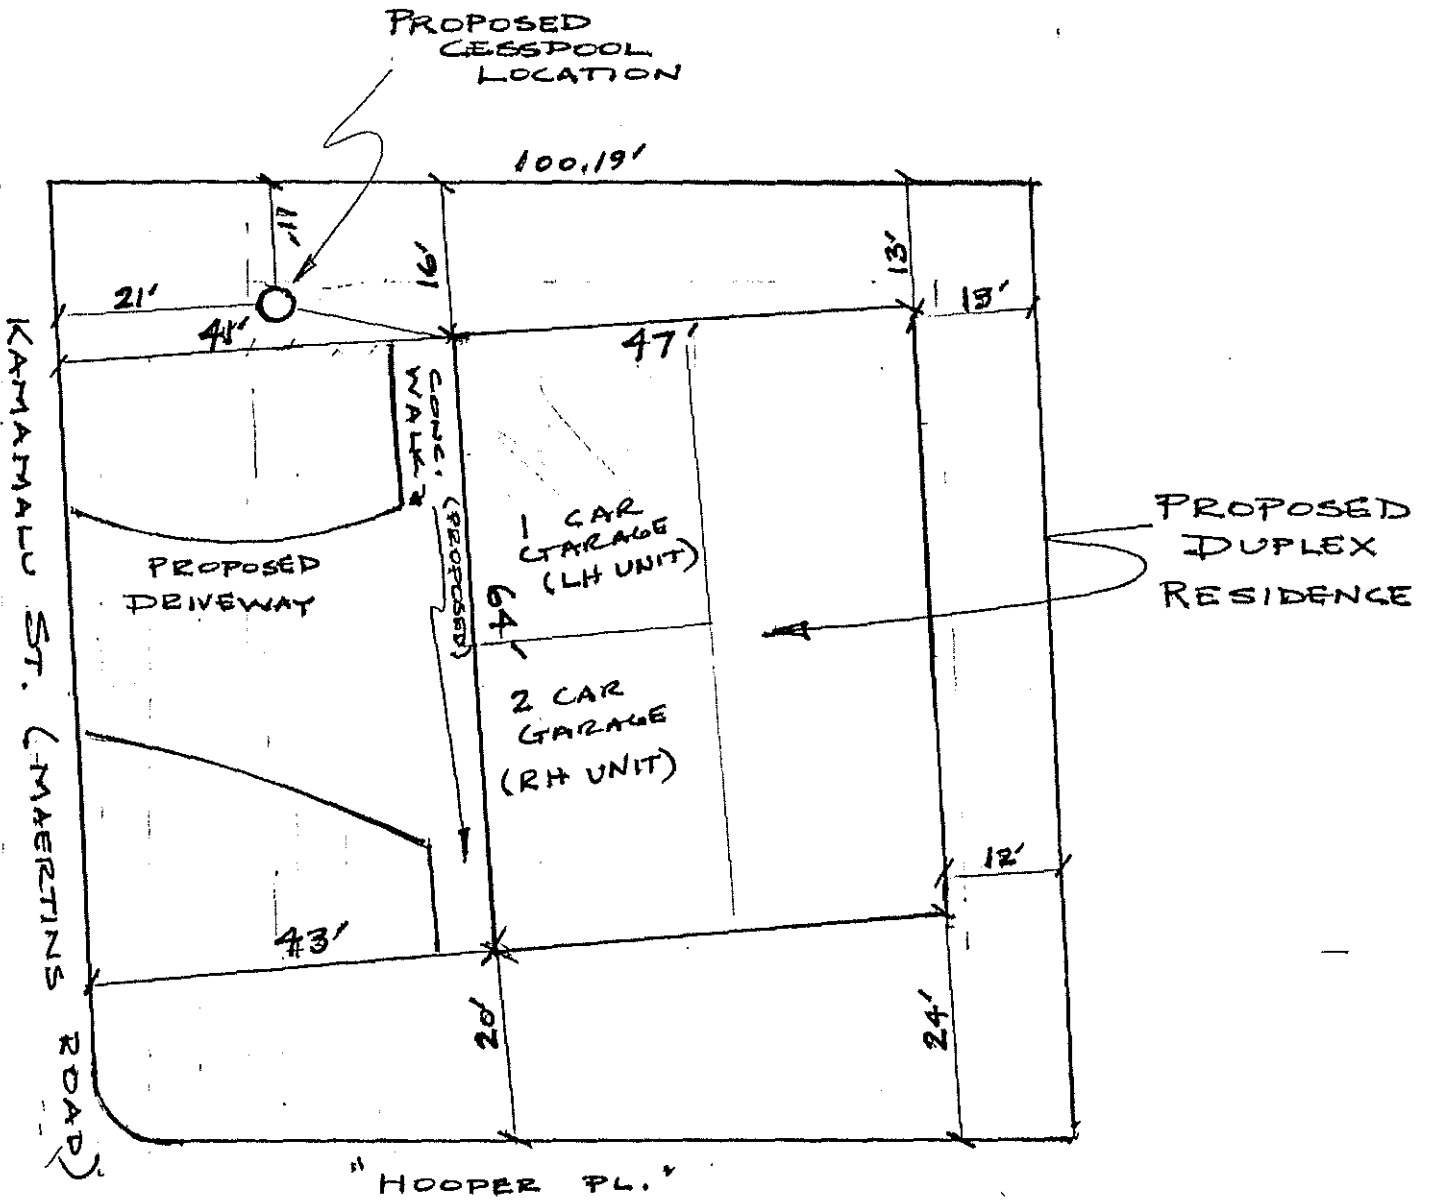 PROPOSED
CESSPOOL
LOCATION
100.19'
11'
16'
13'
13'
21'
41'
47'
KAMAMALU ST. (MAERTINS ROAD)
CONC.
WALK
(PROPOSED)
1 CAR
GARAGE
(LH UNIT)
PROPOSED
DUPLEX
RESIDENCE
PROPOSED
DRIVEWAY
64'
2 CAR
GARAGE
(RH UNIT)
12'
43'
20'
24'
"HOOPER PL."